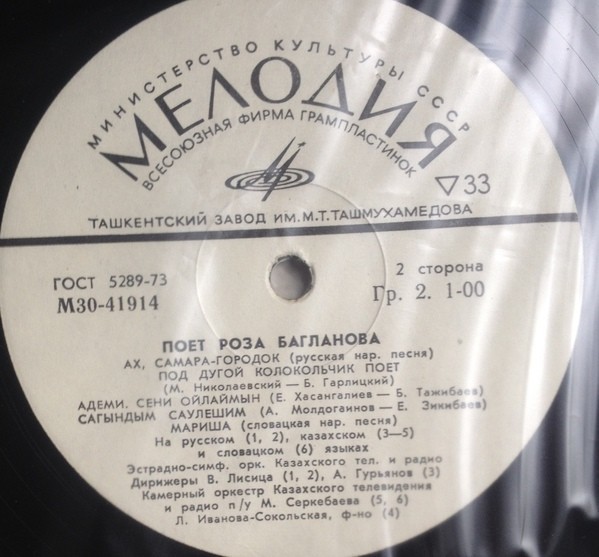 МИНИСТЕРСТВО КУЛЬТУРЫ СССР
МЕЛОДИЯ
ВСЕСОЮЗНАЯ ФИРМА ГРАМПЛАСТИНОК
▽33
ТАШКЕНТСКИЙ ЗАВОД ИМ.М.Т.ТАШМУХАМЕДОВА
ГОСТ 5289-73
М30-41914
2 сторона
Гр. 2. 1-00
ПОЕТ РОЗА БАГЛАНОВА
АХ, САМАРА-ГОРОДОК (русская нар. песня)
ПОД ДУГОЙ КОЛОКОЛЬЧИК ПОЕТ
(М. Николаевский — Б. Гарлицкий)
АДЕМИ. СЕНИ ОЙЛАЙМЫН (Е. Хасангалиев — Б. Тажибаев)
САГЫНДЫМ САУЛЕШИМ (А. Молдогаинов — Е. Зикибаев)
МАРИША (словацкая нар. песня)
На русском (1, 2), казахском (3—5)
и словацком (6) языках
Эстрадно-симф. орк. Казахского тел. и радио
Дирижеры В. Лисица (1, 2), А. Гурьянов (3)
Камерный оркестр Казахского телевидения
и радио п/у М. Серкебаева (5, 6)
Л. Иванова-Сокольская, ф-но (4)